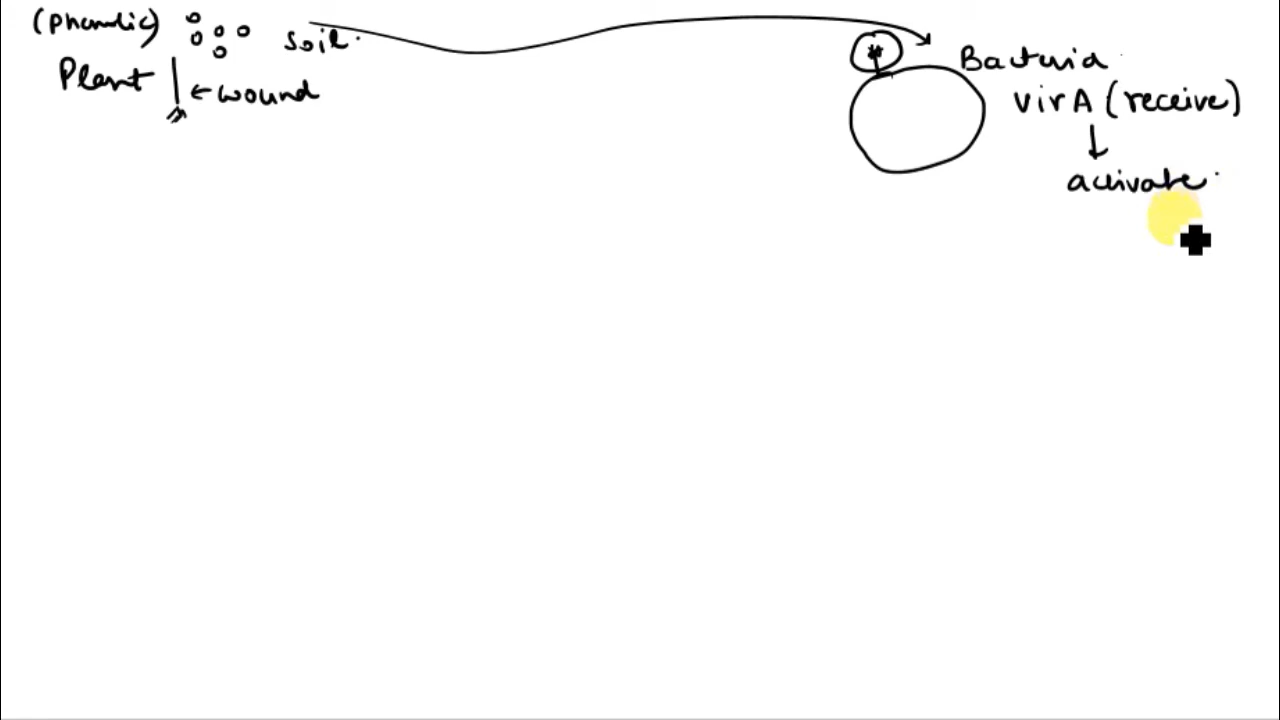 (Phenolic)
soil.
Plant
← wound
Bacteria
VirA (receive)
↓
activate.